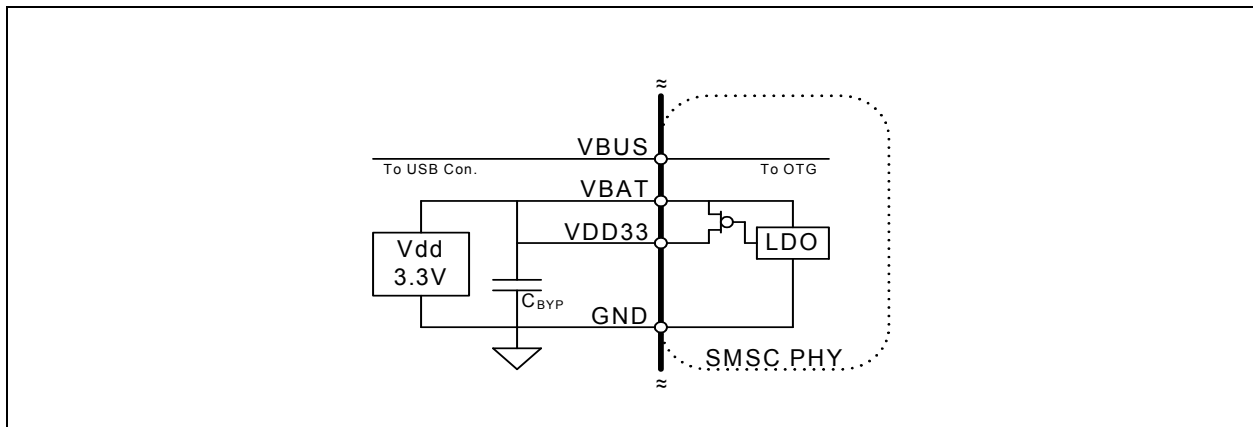 ≈
VBUS
To USB Con.
To OTG
VBAT
VDD33
LDO
Vdd
3.3V
CBYP
GND
SMSC PHY
≈